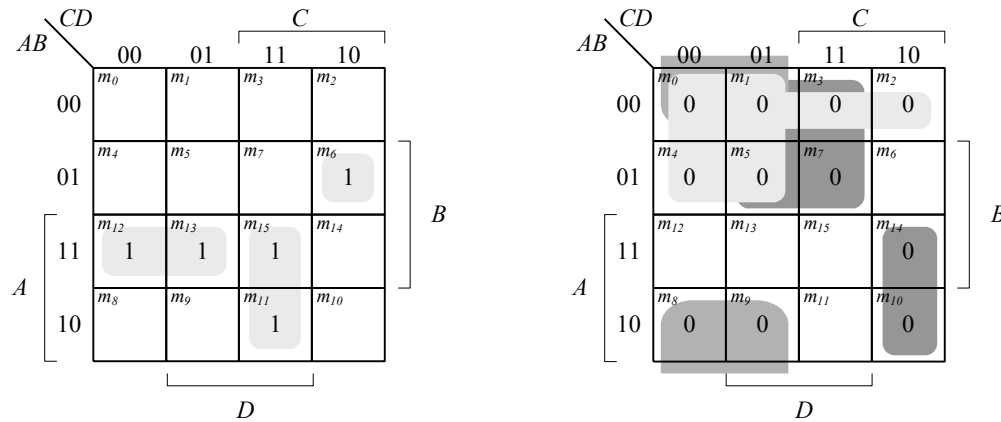 CD C CD C
AB 00 01 11 10 AB 00 01 11 10
00 m0 m1 m3 m2 00 m0 0 m1 0 m3 0 m2 0
01 m4 m5 m7 m6 1 B 01 m4 0 m5 0 m7 0 m6 B
A 11 m12 1 m13 1 m15 1 m14 A 11 m12 m13 m15 m14 0
10 m8 m9 m11 1 m10 10 m8 0 m9 0 m11 m10 0
D D